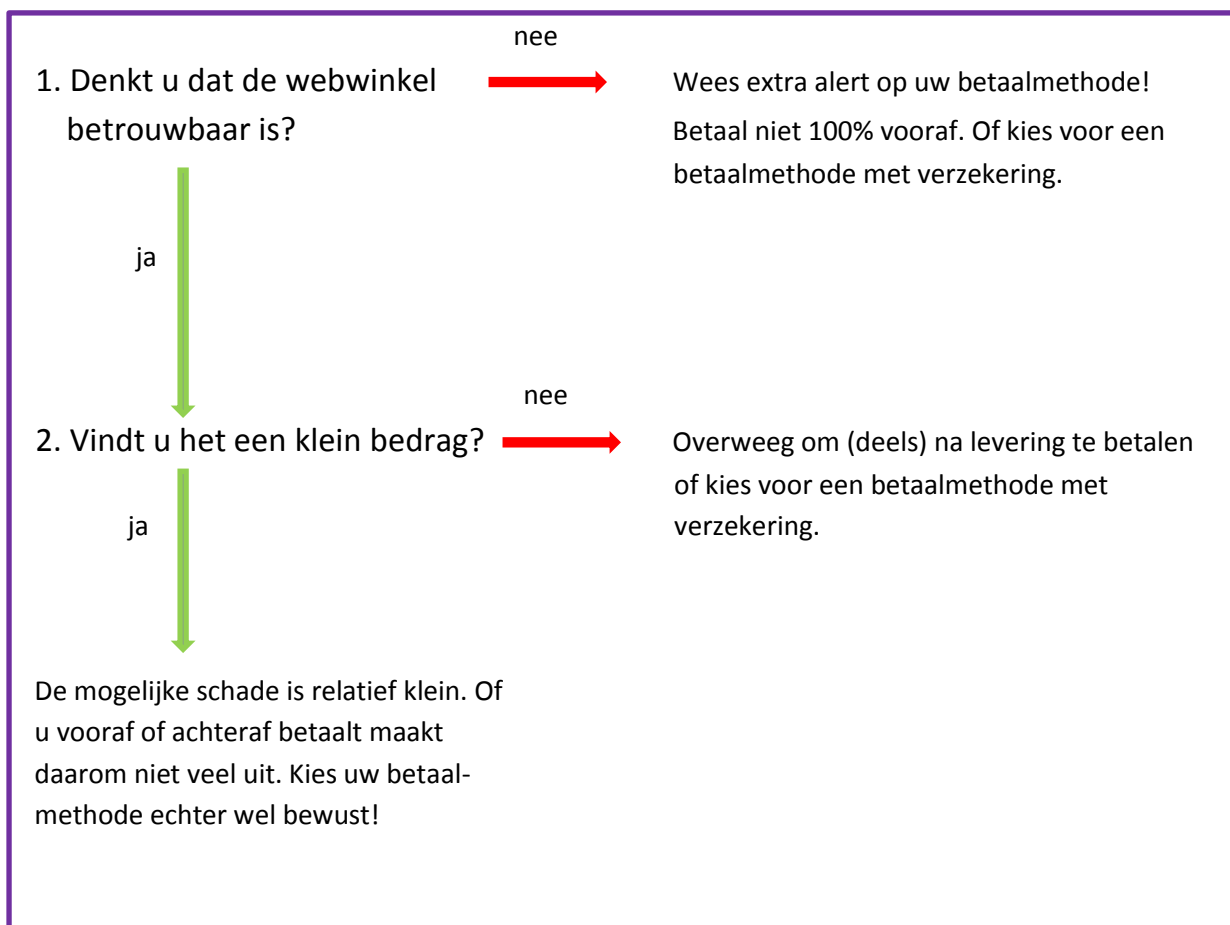 nee
1. Denkt u dat de webwinkel
betrouwbaar is?
Wees extra alert op uw betaalmethode!
Betaal niet 100% vooraf. Of kies voor een
betaalmethode met verzekering.
ja
nee
2. Vindt u het een klein bedrag?
Overweeg om (deels) na levering te betalen
of kies voor een betaalmethode met
verzekering.
ja
De mogelijke schade is relatief klein. Of
u vooraf of achteraf betaalt maakt
daarom niet veel uit. Kies uw betaal-
methode echter wel bewust!